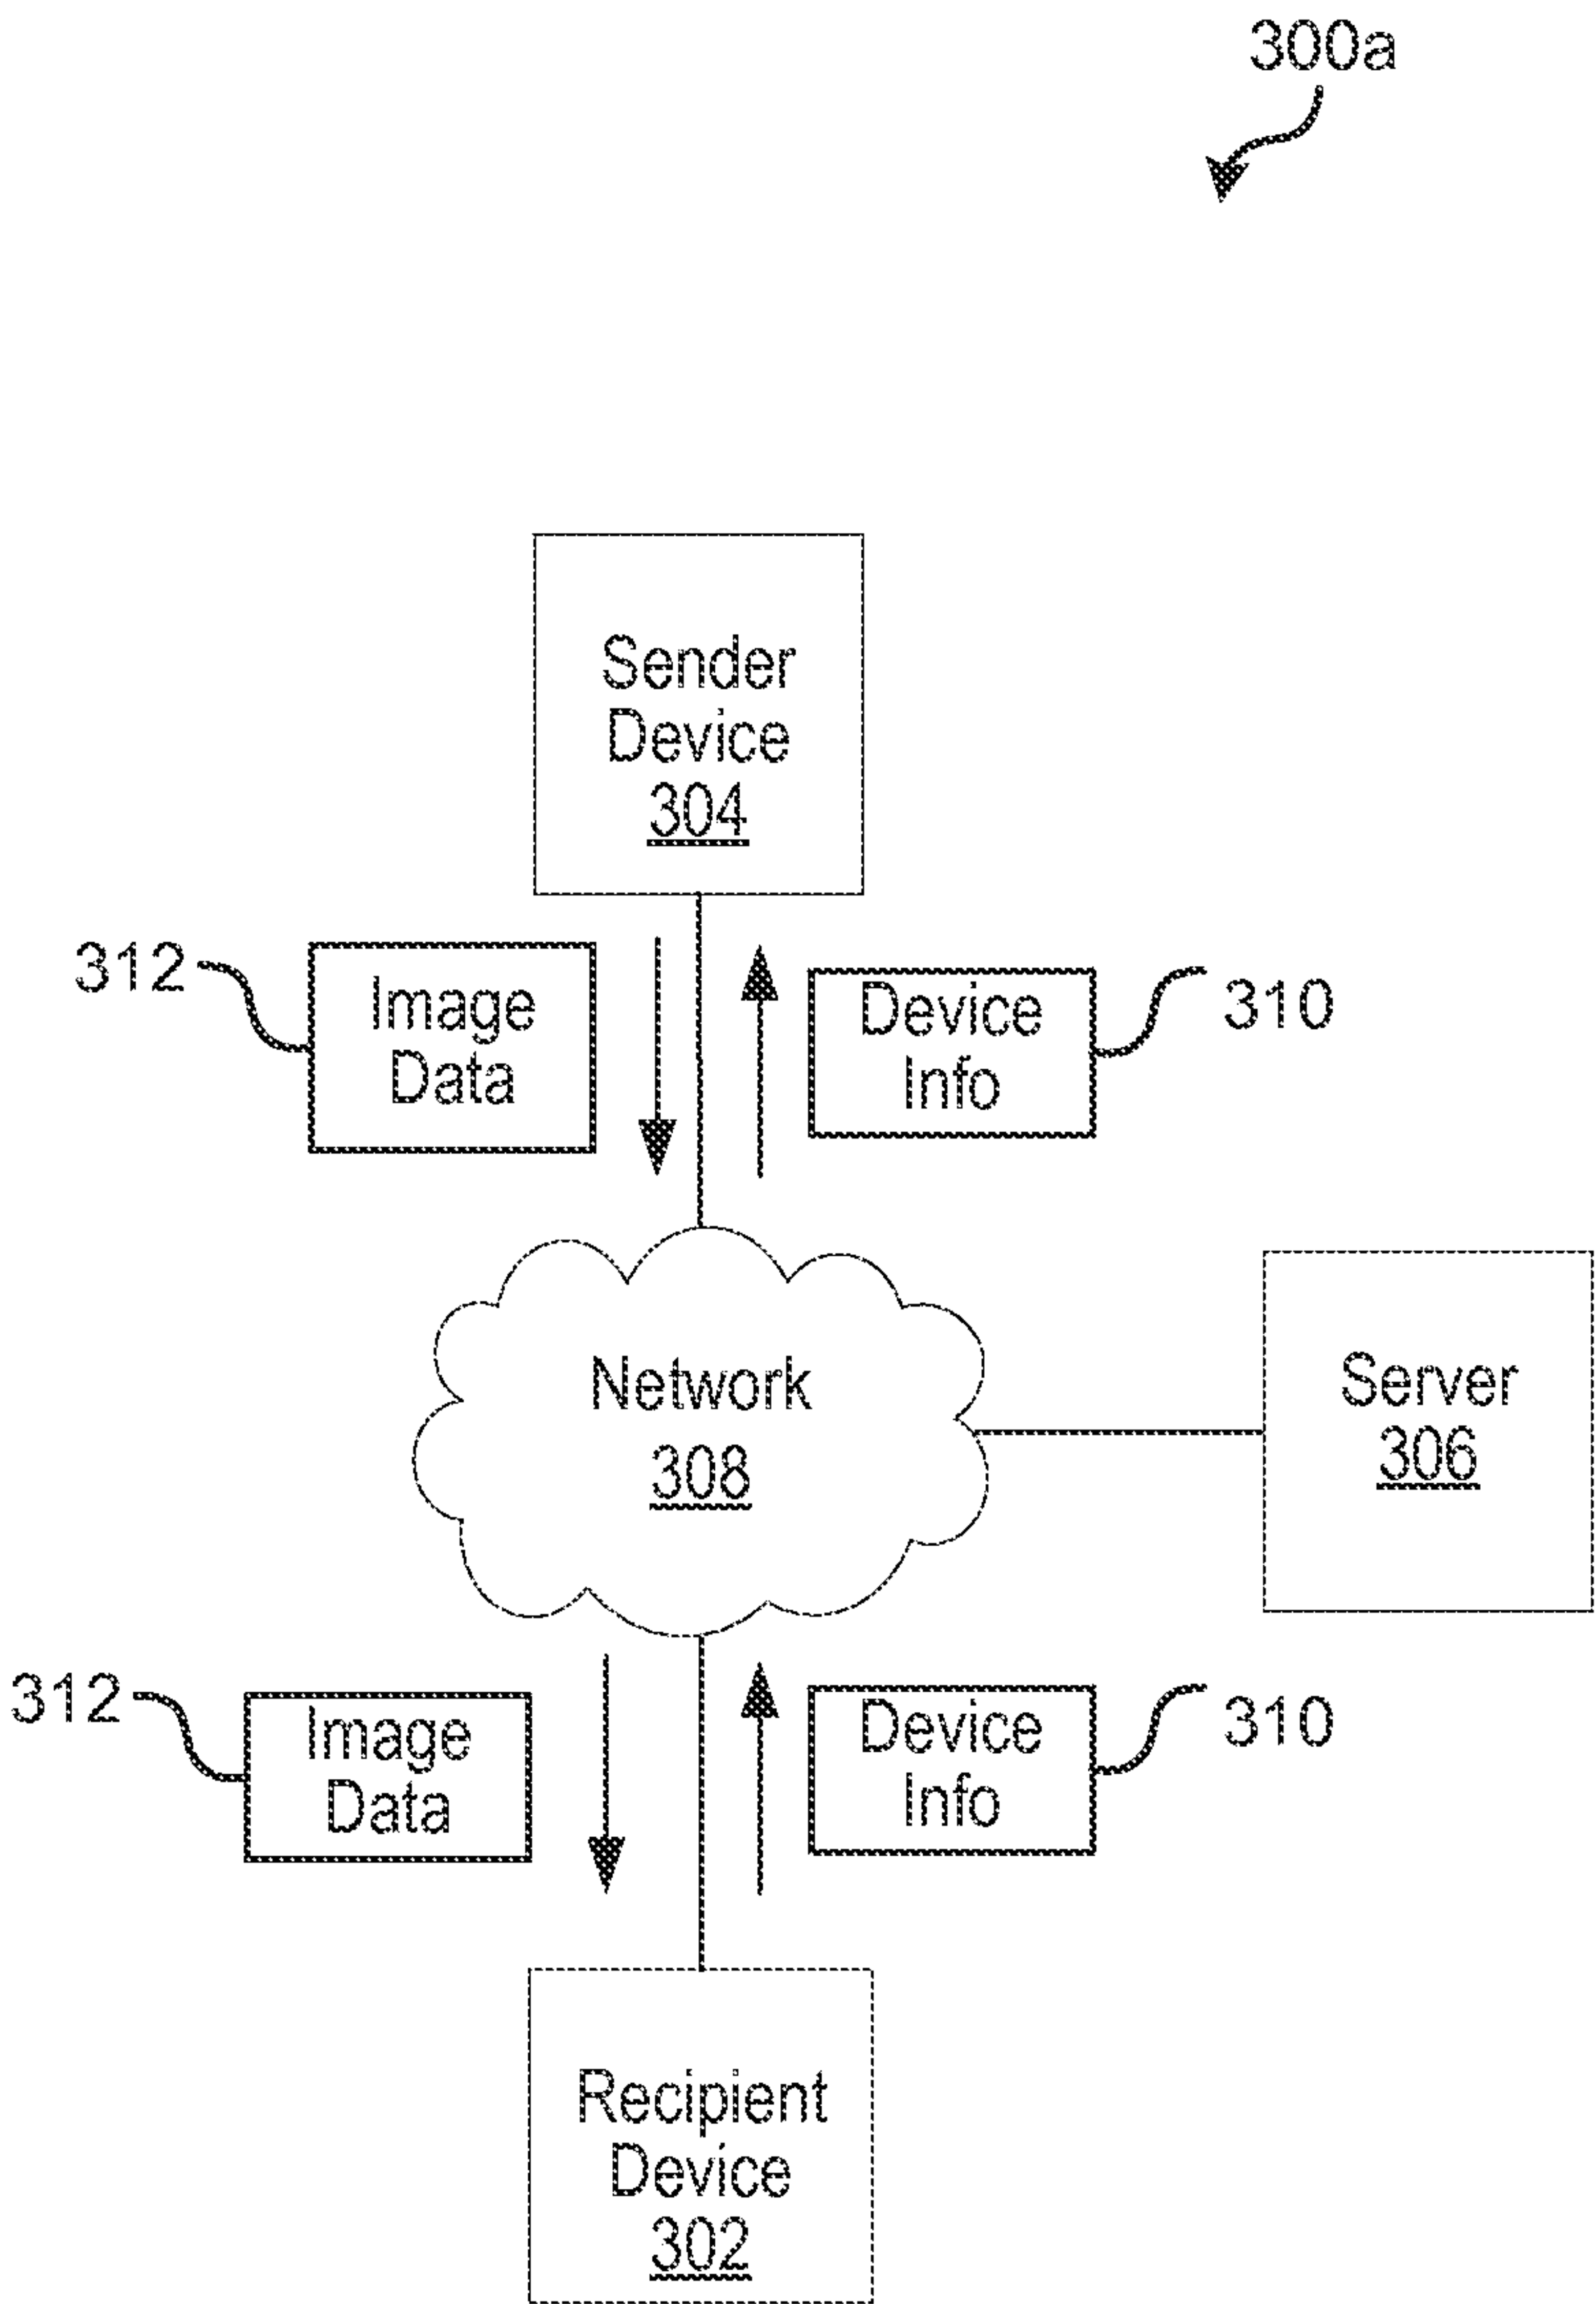 300a
Sender
Device
304
312
Image
Data
Device
Info
310
Network
308
Server
306
312
Image
Data
Device
Info
310
Recipient
Device
302